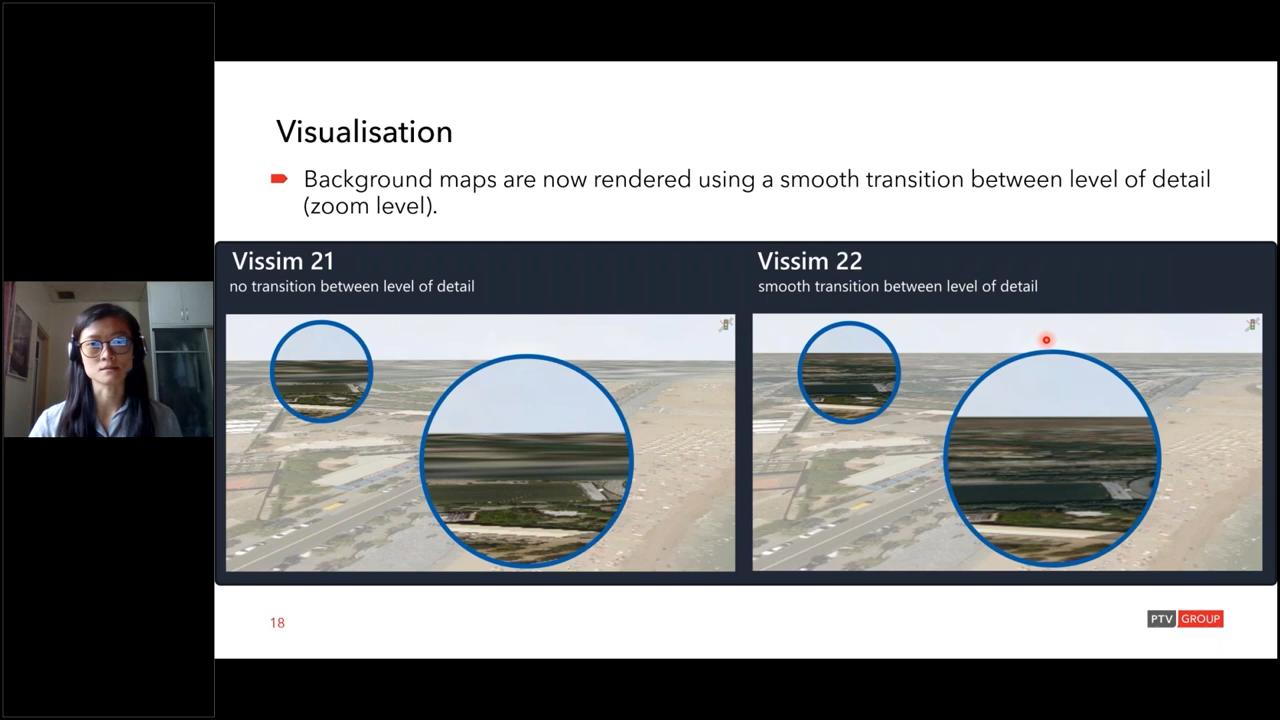 Visualisation
Background maps are now rendered using a smooth transition between level of detail
(zoom level).
Vissim 21
no transition between level of detail
Vissim 22
smooth transition between level of detail
18
PTV GROUP